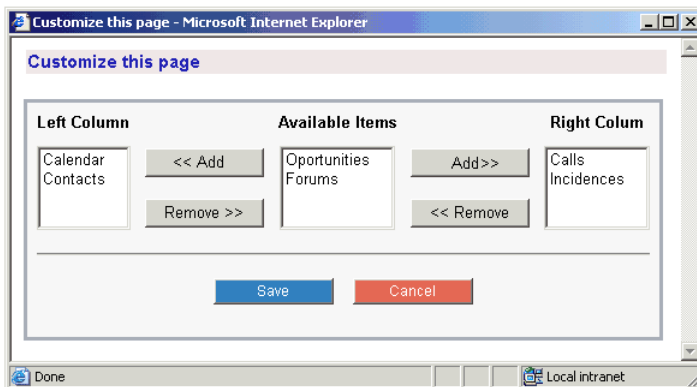 Customize this page - Microsoft Internet Explorer
Customize this page
Left Column Available Items Right Colum
Calendar << Add Oportunities Add>> Calls
Contacts Forums Incidences
Remove >> << Remove
Save Cancel
Done Local intranet